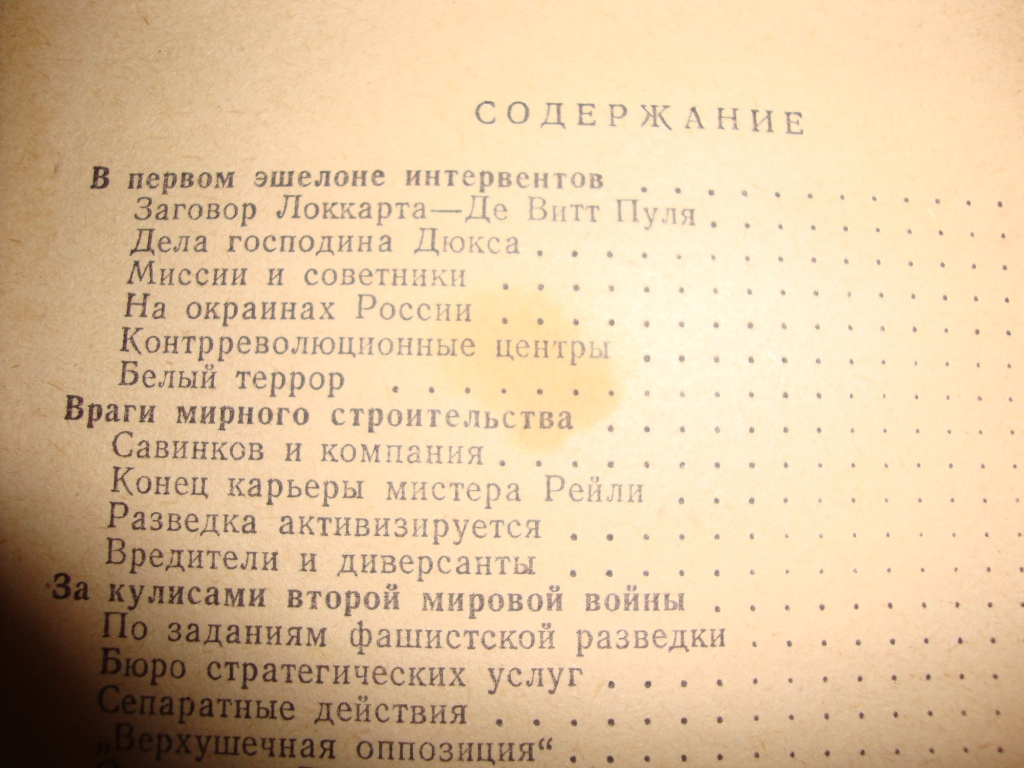 СОДЕРЖАНИЕ
В первом эшелоне интервентов . . . . . . . . . .
Заговор Локкарта—Де Витт Пуля . . . . . . . . .
Дела господина Дюкса . . . . . . . . . . . . . .
Миссии и советники . . . . . . . . . . . . . . .
На окраинах России . . . . . . . . . . . . . . .
Контрреволюционные центры . . . . . . . . . . .
Белый террор . . . . . . . . . . . . . . . . . .
Враги мирного строительства . . . . . . . . . . .
Савинков и компания . . . . . . . . . . . . . . .
Конец карьеры мистера Рейли . . . . . . . . . .
Разведка активизируется . . . . . . . . . . . . .
Вредители и диверсанты . . . . . . . . . . . . .
За кулисами второй мировой войны . . . . . . . .
По заданиям фашистской разведки . . . . . . . .
Бюро стратегических услуг . . . . . . . . . . . .
Сепаратные действия . . . . . . . . . . . . . . .
„Верхушечная оппозиция“ . . . . . . . . . . . . .